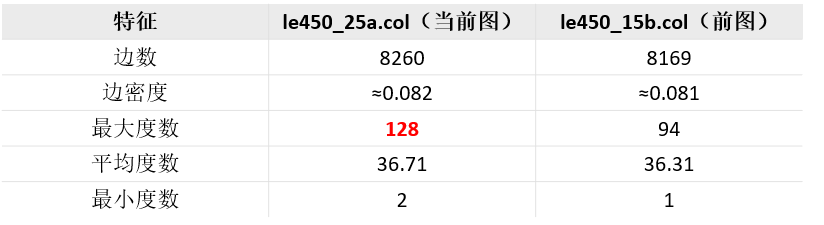 特征 le450_25a.col（当前图） le450_15b.col（前图）
边数 8260 8169
边密度 ≈0.082 ≈0.081
最大度数 128 94
平均度数 36.71 36.31
最小度数 2 1